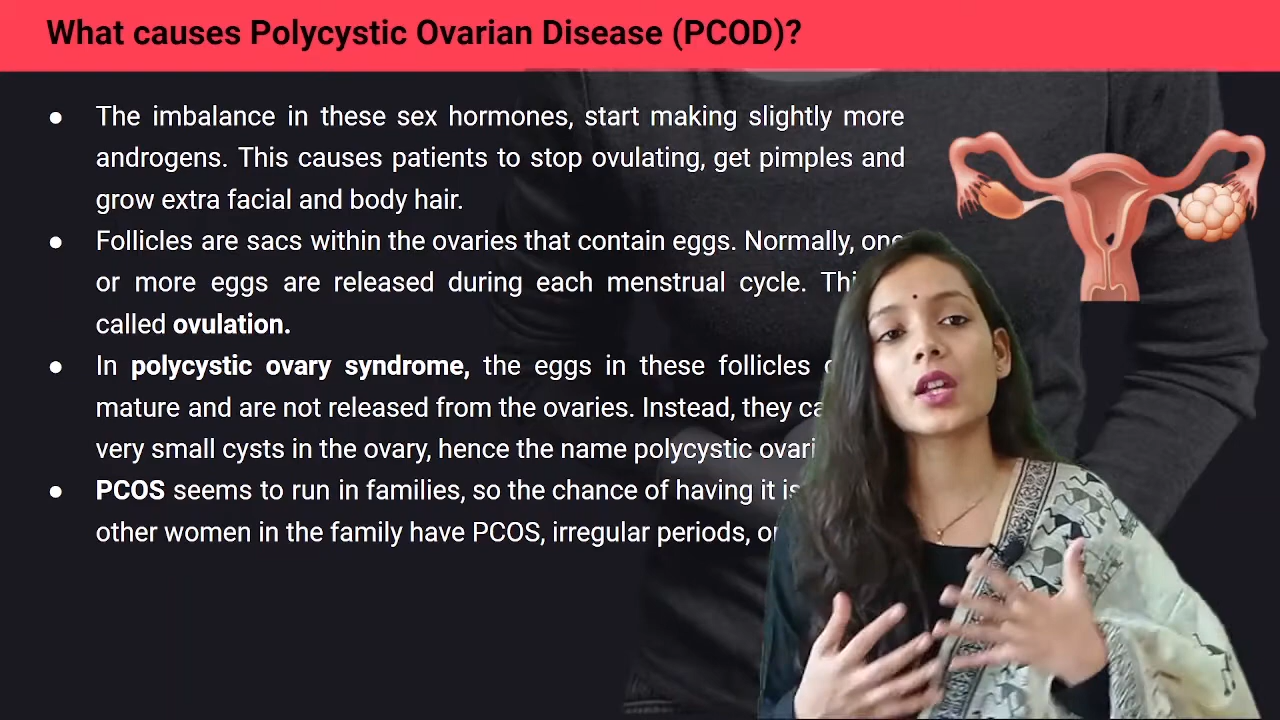 What causes Polycystic Ovarian Disease (PCOD)?
● The imbalance in these sex hormones, start making slightly more
androgens. This causes patients to stop ovulating, get pimples and
grow extra facial and body hair.
● Follicles are sacs within the ovaries that contain eggs. Normally, one
or more eggs are released during each menstrual cycle.
called ovulation.
● In polycystic ovary syndrome, the eggs in these follicles
mature and are not released from the ovaries. Instead, they
very small cysts in the ovary, hence the name polycystic
● PCOS seems to run in families, so the chance of having it is
other women in the family have PCOS, irregular periods,